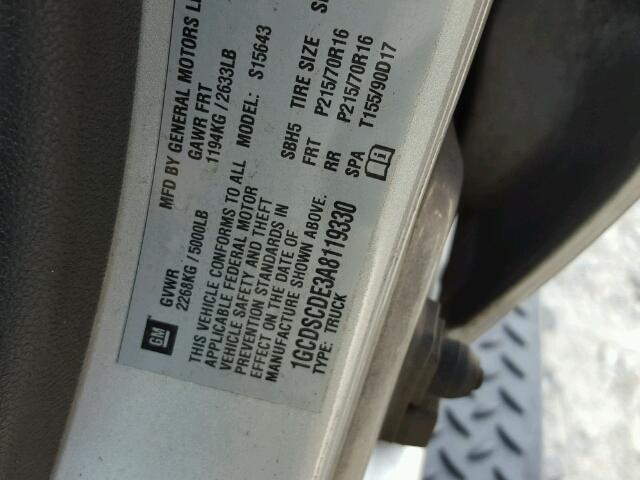 MFD BY GENERAL MOTORS LL
GVWR GAWR FRT
2268KG / 5000LB 1194KG / 2633LB
THIS VEHICLE CONFORMS TO ALL MODEL: S15643
APPLICABLE FEDERAL MOTOR
VEHICLE SAFETY AND THEFT
PREVENTION STANDARDS IN
EFFECT ON THE DATE OF
MANUFACTURE SHOWN ABOVE.
1GCDSCDE3A8119330
TYPE: TRUCK
SBH5 TIRE SIZE
FRT P215/70R16
RR P215/70R16
SPA T155/90D17
GM